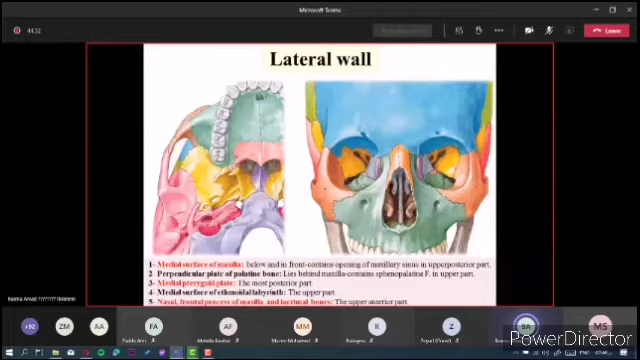 Microsoft Teams
44:32
Leave
Lateral wall
1- Medial surface of maxilla: below and in front-contains opening of maxillary sinus in upperposterior part.
2 Perpendicular plate of palatine bone: Lies behind maxilla-contains sphenopalatine F. in upper part.
3- Medial pterygoid plate: The most posterior part
4- Medial surface of ethmoidal labyrinth: The upper part.
5- Nasal, frontal process of maxilla and lacrimal bones: The upper anterior part.
+92
ZM
AA
FA
AF
MM
R
Z
BA
MS
PowerDirector